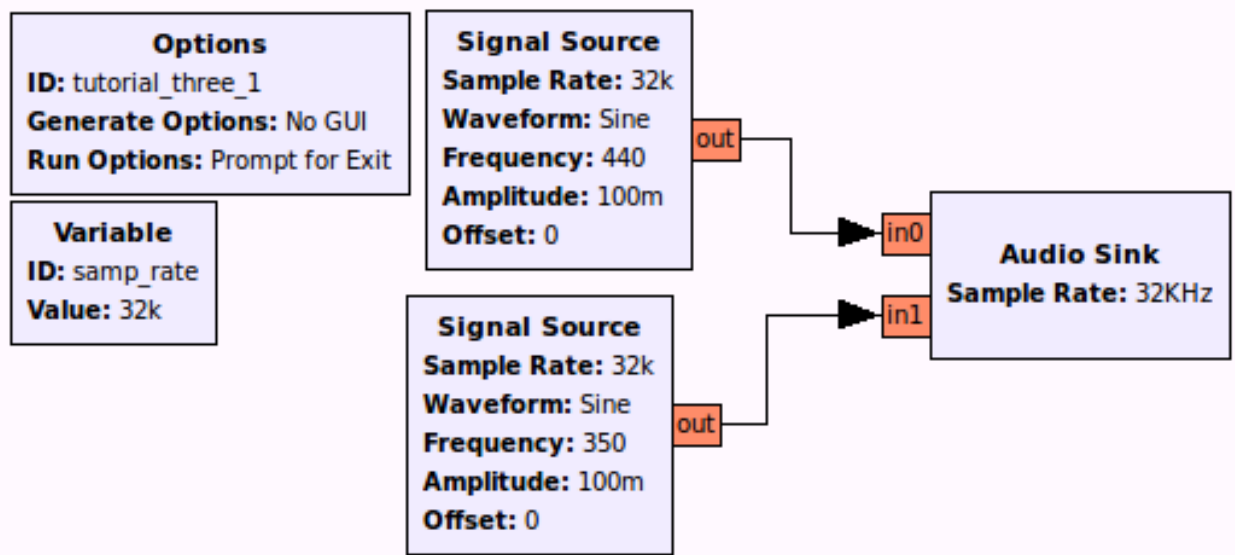 Options
ID: tutorial_three_1
Generate Options: No GUI
Run Options: Prompt for Exit
Variable
ID: samp_rate
Value: 32k
Signal Source
Sample Rate: 32k
Waveform: Sine
Frequency: 440
Amplitude: 100m
Offset: 0
out
Signal Source
Sample Rate: 32k
Waveform: Sine
Frequency: 350
Amplitude: 100m
Offset: 0
out
in0
in1
Audio Sink
Sample Rate: 32KHz